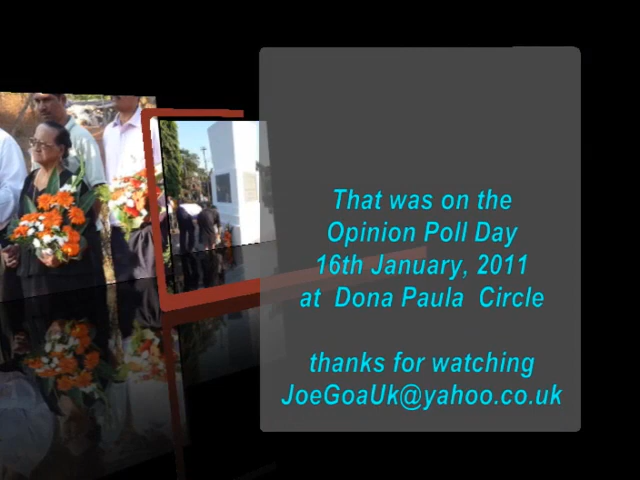 That was on the
Opinion Poll Day
16th January, 2011
at Dona Paula Circle
thanks for watching
JoeGoaUk@yahoo.co.uk